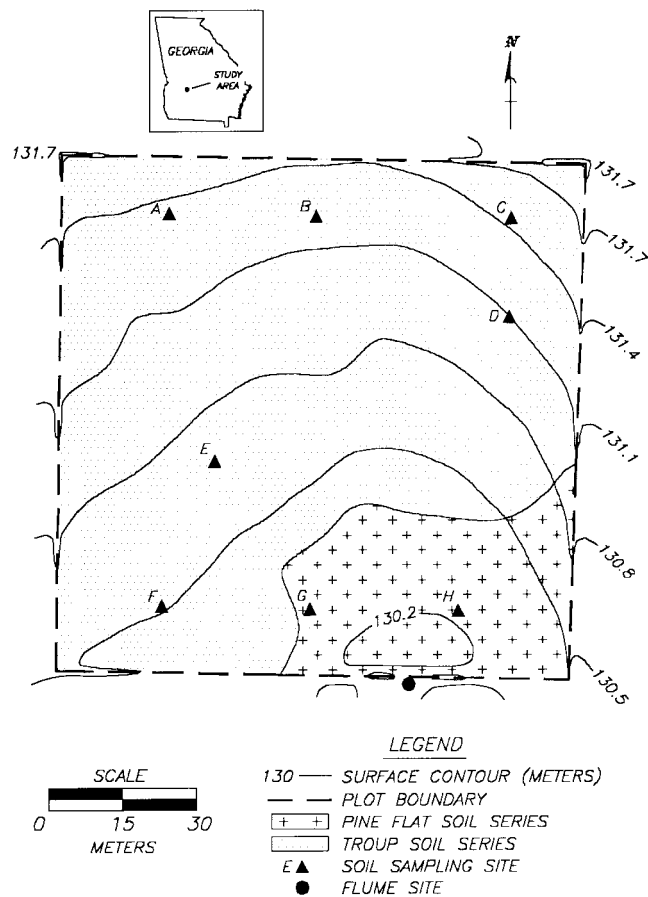 GEORGIA
STUDY
AREA
N
131.7
131.7
131.7
A
B
C
D
131.4
131.1
E
130.8
F
G
H
130.2
130.5
LEGEND
SCALE
0 15 30
METERS
130 SURFACE CONTOUR (METERS)
PLOT BOUNDARY
+ + PINE FLAT SOIL SERIES
TROUP SOIL SERIES
E SOIL SAMPLING SITE
FLUME SITE